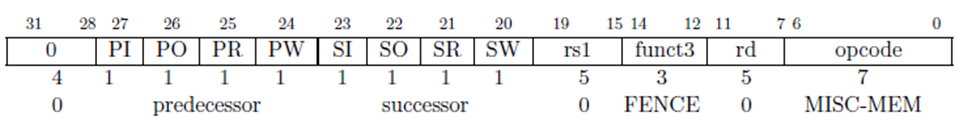 31 28 27 26 25 24 23 22 21 20 19 15 14 12 11 7 6 0
0 PI PO PR PW SI SO SR SW rs1 funct3 rd opcode
4 1 1 1 1 1 1 1 1 5 3 5 7
0 predecessor successor 0 FENCE 0 MISC-MEM